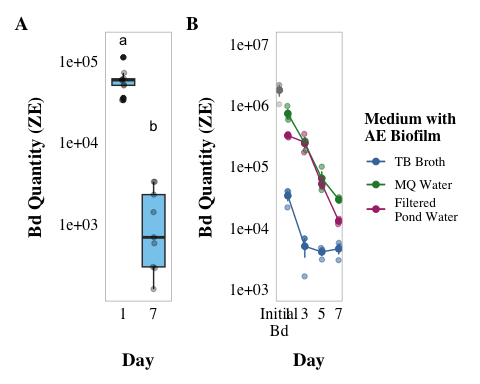 A
B
a
b
1e+05
1e+04
1e+03
Bd Quantity (ZE)
1 7
Day
1e+07
1e+06
1e+05
1e+04
1e+03
Bd Quantity (ZE)
Initial 1 3 5 7
Bd
Day
Medium with
AE Biofilm
TB Broth
MQ Water
Filtered
Pond Water